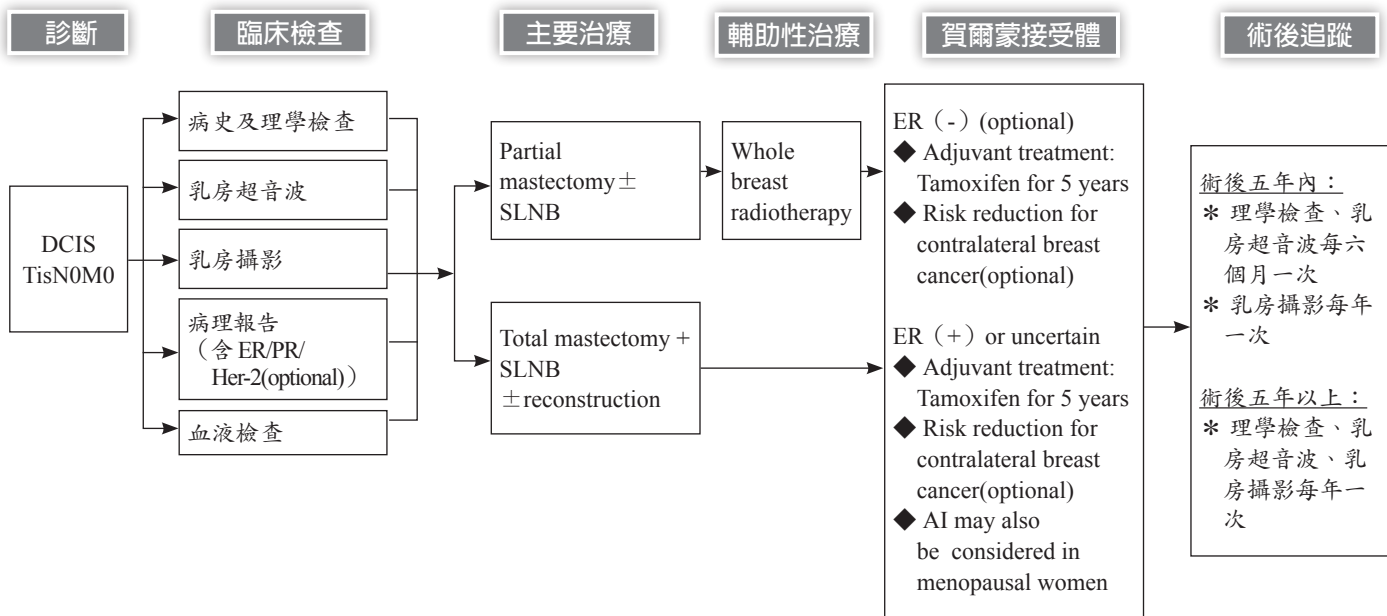 診斷
臨床檢查
主要治療
輔助性治療
賀爾蒙接受體
術後追蹤
DCIS
TisN0M0
病史及理學檢查
乳房超音波
乳房攝影
病理報告
（含 ER/PR/
Her-2(optional)）
血液檢查
Partial
mastectomy±
SLNB
Total mastectomy +
SLNB
±reconstruction
Whole
breast
radiotherapy
ER（-）(optional)
◆ Adjuvant treatment:
Tamoxifen for 5 years
◆ Risk reduction for
contralateral breast
cancer(optional)
ER（+）or uncertain
◆ Adjuvant treatment:
Tamoxifen for 5 years
◆ Risk reduction for
contralateral breast
cancer(optional)
◆ AI may also
be considered in
menopausal women
術後五年內：
＊ 理學檢查、乳
房超音波每六
個月一次
＊ 乳房攝影每年
一次
術後五年以上：
＊ 理學檢查、乳
房超音波、乳
房攝影每年一
次